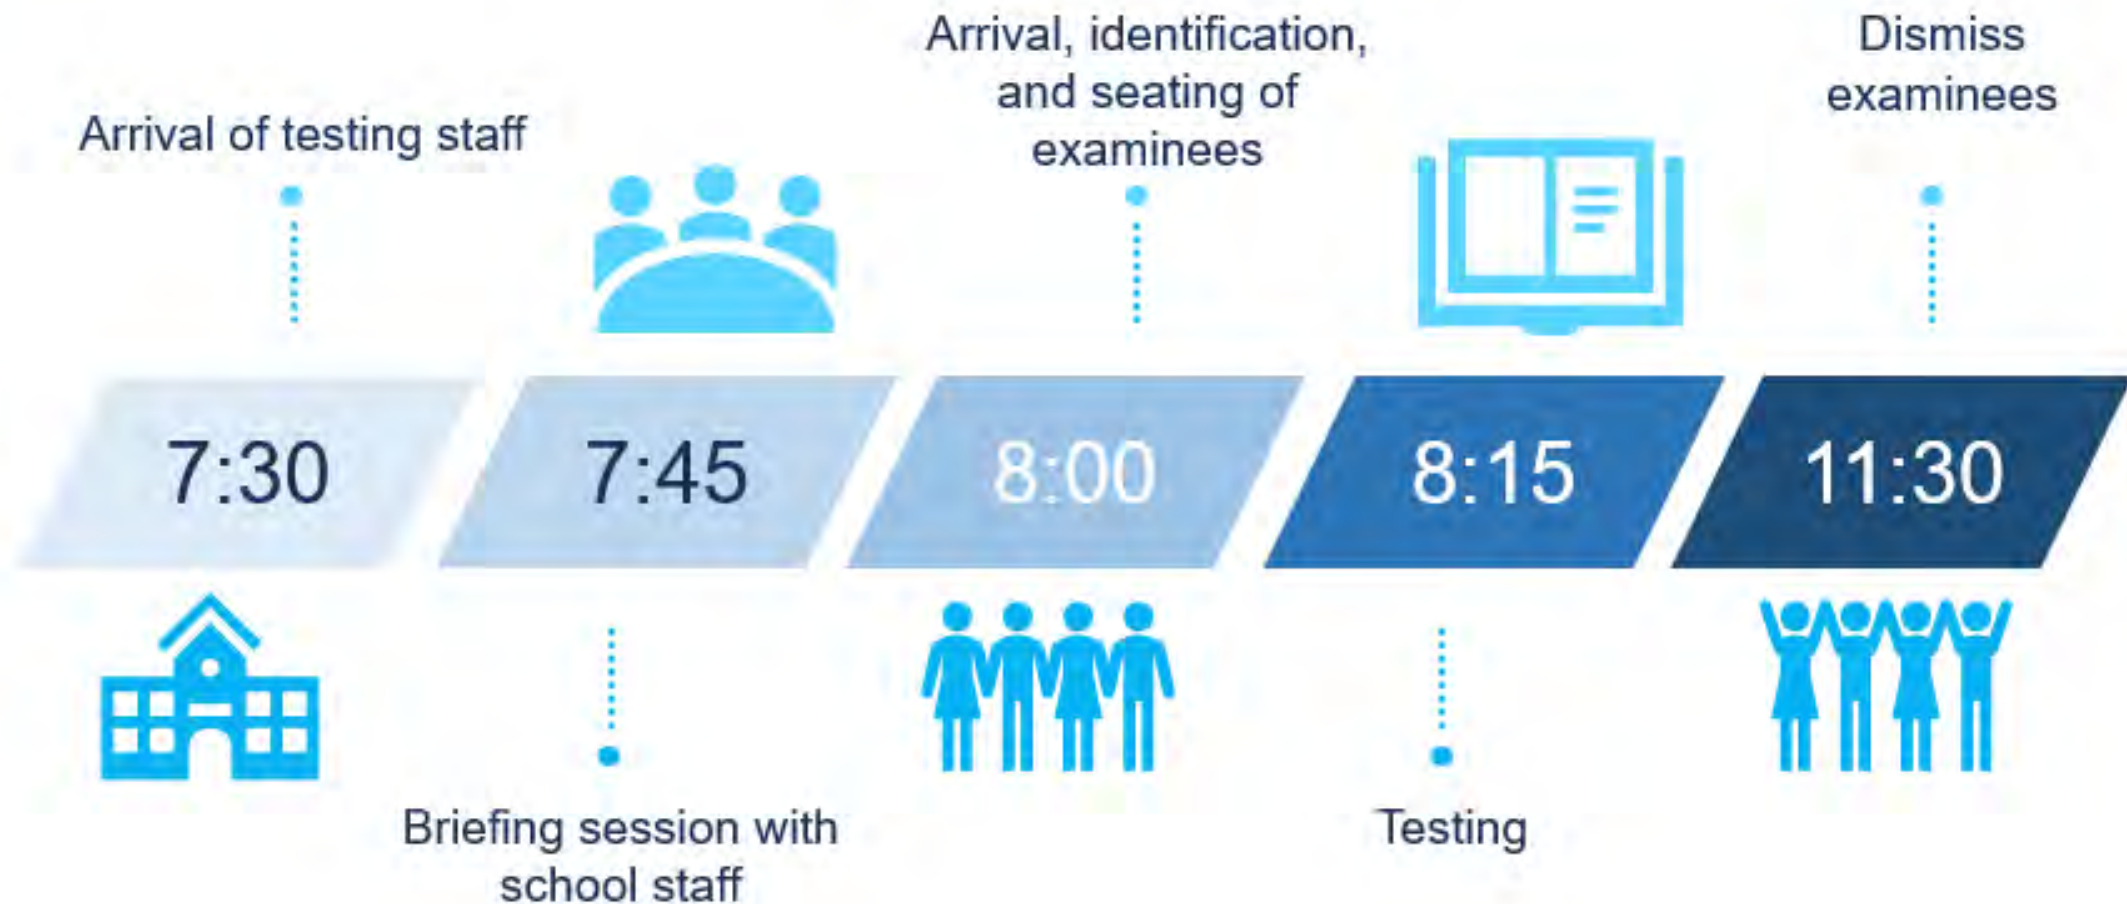 Arrival of testing staff
Arrival, identification,
and seating of
examinees
Dismiss
examinees
7:30
7:45
8:00
8:15
11:30
Briefing session with
school staff
Testing